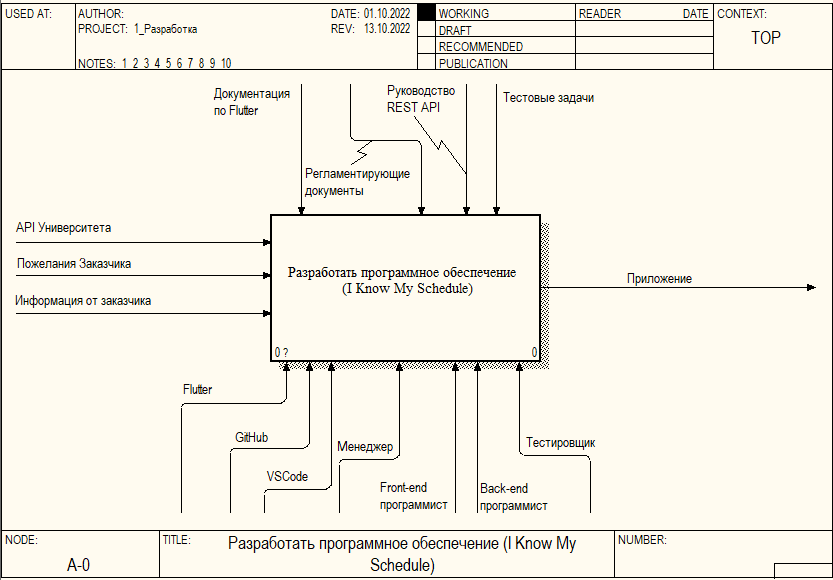 USED AT:
AUTHOR:
DATE: 01.10.2022
WORKING
READER
DATE
CONTEXT:
PROJECT: 1_Разработка
REV: 13.10.2022
DRAFT
TOP
RECOMMENDED
NOTES: 1 2 3 4 5 6 7 8 9 10
PUBLICATION
Документация
по Flutter
Руководство
REST API
Тестовые задачи
Регламентирующие
документы
API Университета
Пожелания Заказчика
Информация от заказчика
Разработать программное обеспечение
(I Know My Schedule)
0 ?
0
Приложение
Flutter
GitHub
VSCode
Менеджер
Front-end
программист
Back-end
программист
Тестировщик
NODE:
A-0
TITLE:
Разработать программное обеспечение (I Know My
Schedule)
NUMBER: